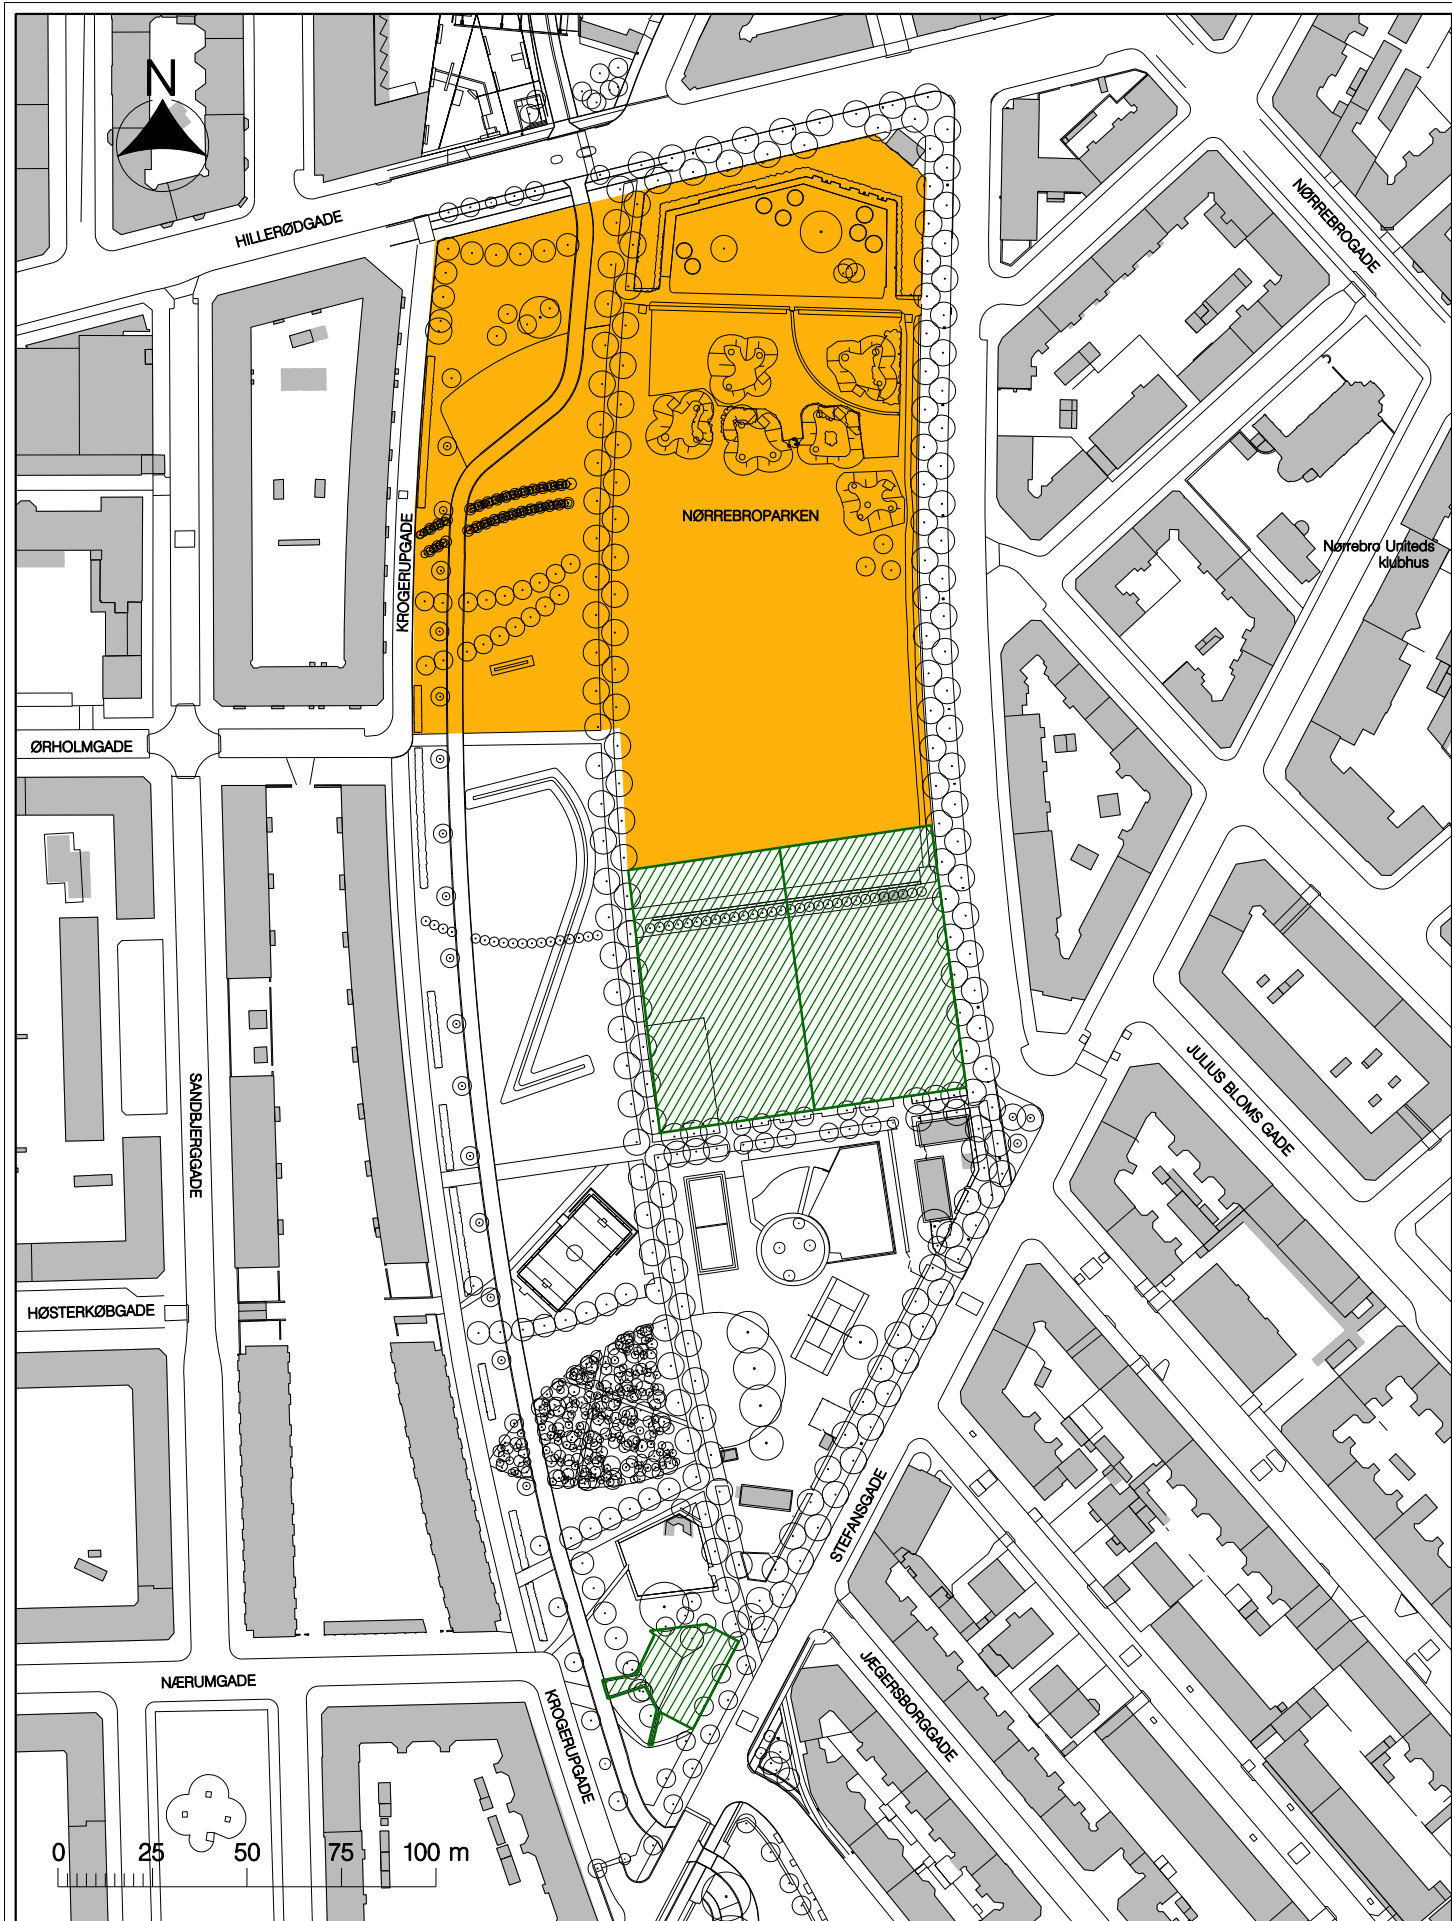 N
HILLERØDGADE
NØRREBROGADE
NØRREBROPARKEN
KROGERUPGADE
Nørrebro Uniteds
klubhus
ØRHOLMGADE
SANDBJERGGADE
JULIUS BLOMS GADE
HØSTERKØBGADE
STEFANSGADE
NÆRUMGADE
KROGERUPGADE
JÆGERSBORGGADE
0 25 50 75 100 m